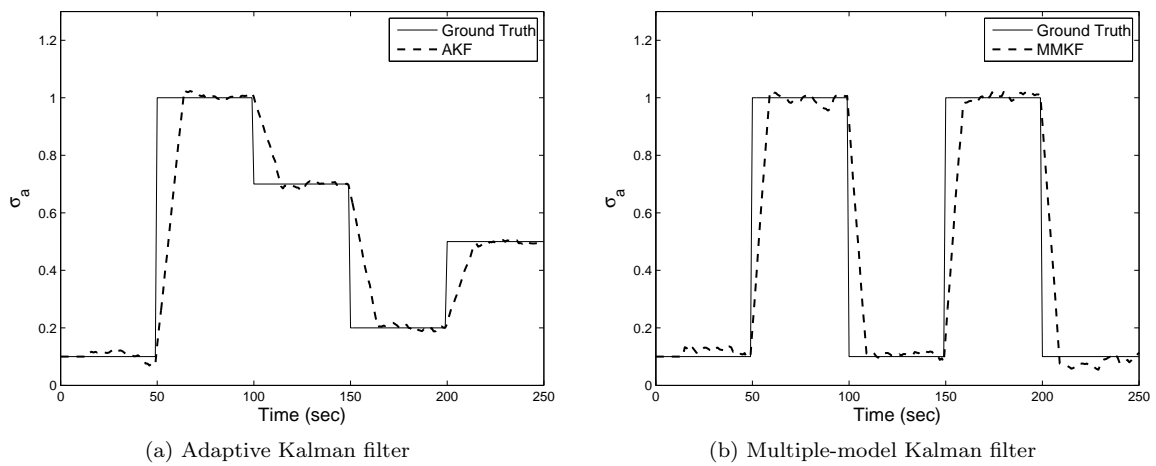 1.2
1
0.8
0.6
0.4
0.2
0
σa
0 50 100 150 200 250
Time (sec)
Ground Truth
AKF
(a) Adaptive Kalman filter
1.2
1
0.8
0.6
0.4
0.2
0
σa
0 50 100 150 200 250
Time (sec)
Ground Truth
MMKF
(b) Multiple-model Kalman filter